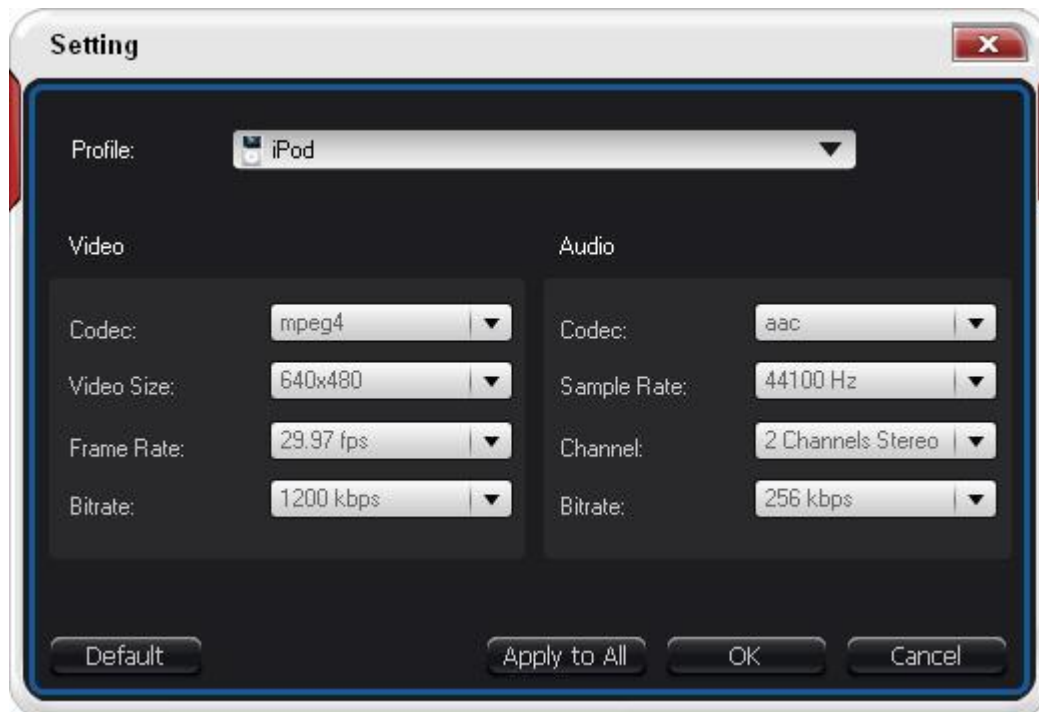 Setting
Profile: iPod
Video
Audio
Codec: mpeg4
Video Size: 640x480
Frame Rate: 29.97 fps
Bitrate: 1200 kbps
Codec: aac
Sample Rate: 44100 Hz
Channel: 2 Channels Stereo
Bitrate: 256 kbps
Default Apply to All OK Cancel